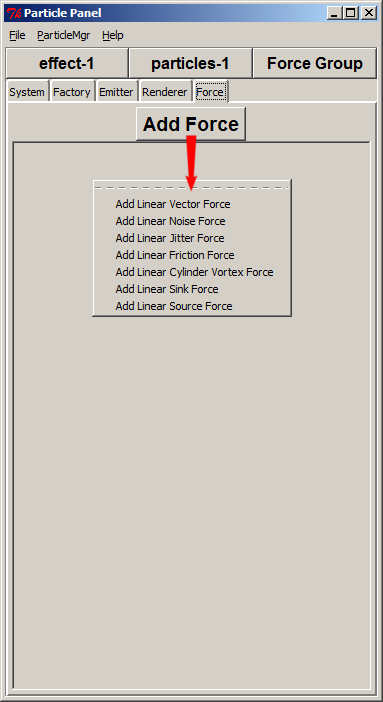 Particle Panel
File ParticleMgr Help
effect-1 particles-1 Force Group
System Factory Emitter Renderer Force
Add Force
Add Linear Vector Force
Add Linear Noise Force
Add Linear Jitter Force
Add Linear Friction Force
Add Linear Cylinder Vortex Force
Add Linear Sink Force
Add Linear Source Force